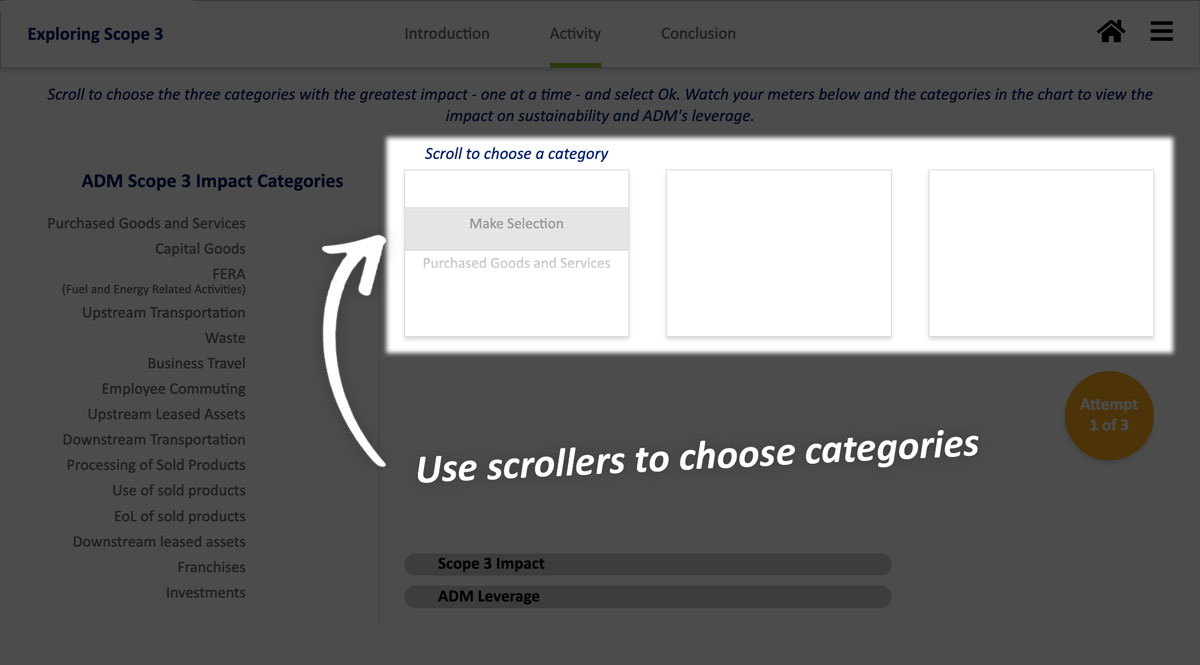 Exploring Scope 3
Introduction
Activity
Conclusion
Scroll to choose the three categories with the greatest impact - one at a time - and select Ok. Watch your meters below and the categories in the chart to view the
impact on sustainability and ADM's leverage.
Scroll to choose a category
ADM Scope 3 Impact Categories
Make Selection
Purchased Goods and Services
Purchased Goods and Services
Capital Goods
FERA
(Fuel and Energy Related Activities)
Upstream Transportation
Waste
Business Travel
Employee Commuting
Upstream Leased Assets
Downstream Transportation
Processing of Sold Products
Use of sold products
EoL of sold products
Downstream leased assets
Franchises
Investments
Attempt
1 of 3
Use scrollers to choose categories
Scope 3 Impact
ADM Leverage